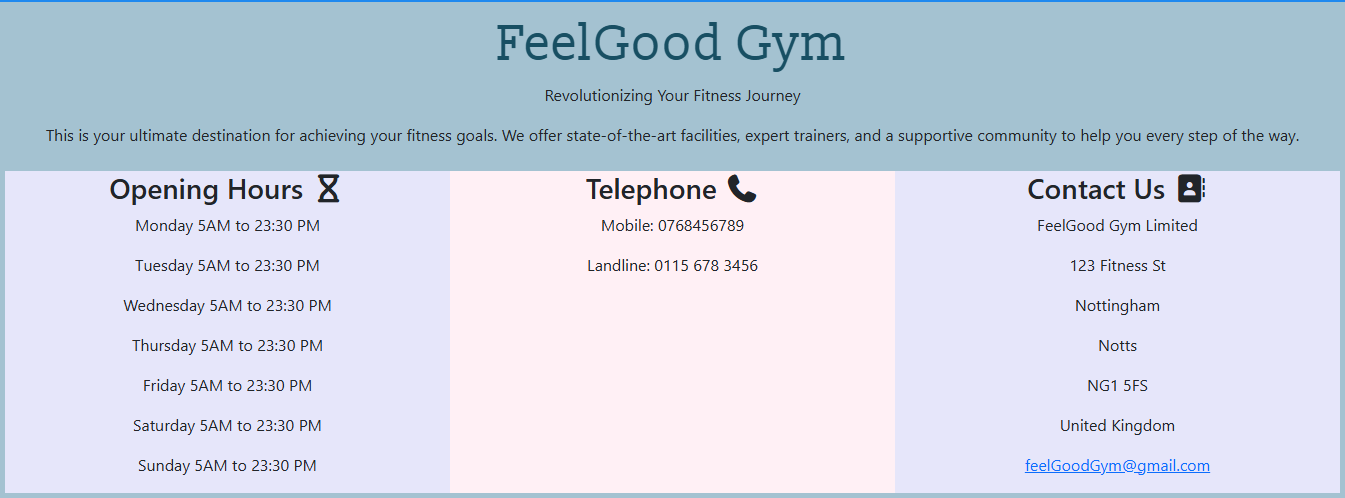 FeelGood Gym
Revolutionizing Your Fitness Journey
This is your ultimate destination for achieving your fitness goals. We offer state-of-the-art facilities, expert trainers, and a supportive community to help you every step of the way.
Opening Hours
Monday 5AM to 23:30 PM
Tuesday 5AM to 23:30 PM
Wednesday 5AM to 23:30 PM
Thursday 5AM to 23:30 PM
Friday 5AM to 23:30 PM
Saturday 5AM to 23:30 PM
Sunday 5AM to 23:30 PM
Telephone
Mobile: 0768456789
Landline: 0115 678 3456
Contact Us
FeelGood Gym Limited
123 Fitness St
Nottingham
Notts
NG1 5FS
United Kingdom
feelGoodGym@gmail.com